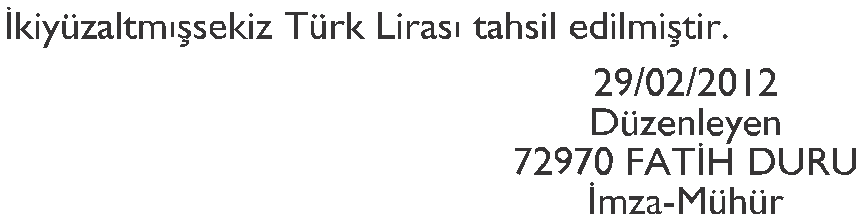 İkiyüzaltmışsekiz Türk Lirası tahsil edilmiştir.
29/02/2012
Düzenleyen
72970 FATİH DURU
İmza-Mühür